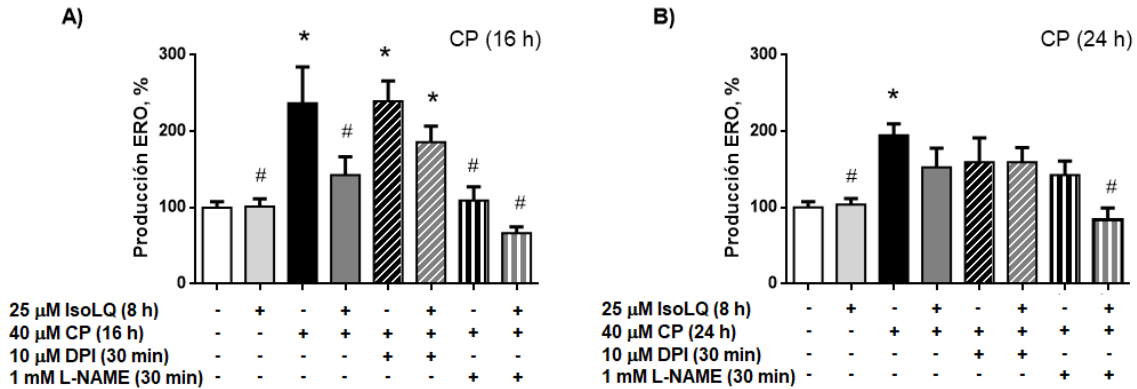 A)
CP (16 h)
Producción ERO, %
300
200
100
0
* * *
# # # #
25 μM IsoLQ (8 h) - + - + - + - +
40 μM CP (16 h) - - + + + + + +
10 μM DPI (30 min) - - - - + + - -
1 mM L-NAME (30 min) - - - - - - + +
B)
CP (24 h)
Producción ERO, %
300
200
100
0
*
# #
25 μM IsoLQ (8 h) - + - + - + - +
40 μM CP (24 h) - - + + + + + +
10 μM DPI (30 min) - - - - + + - -
1 mM L-NAME (30 min) - - - - - - + +